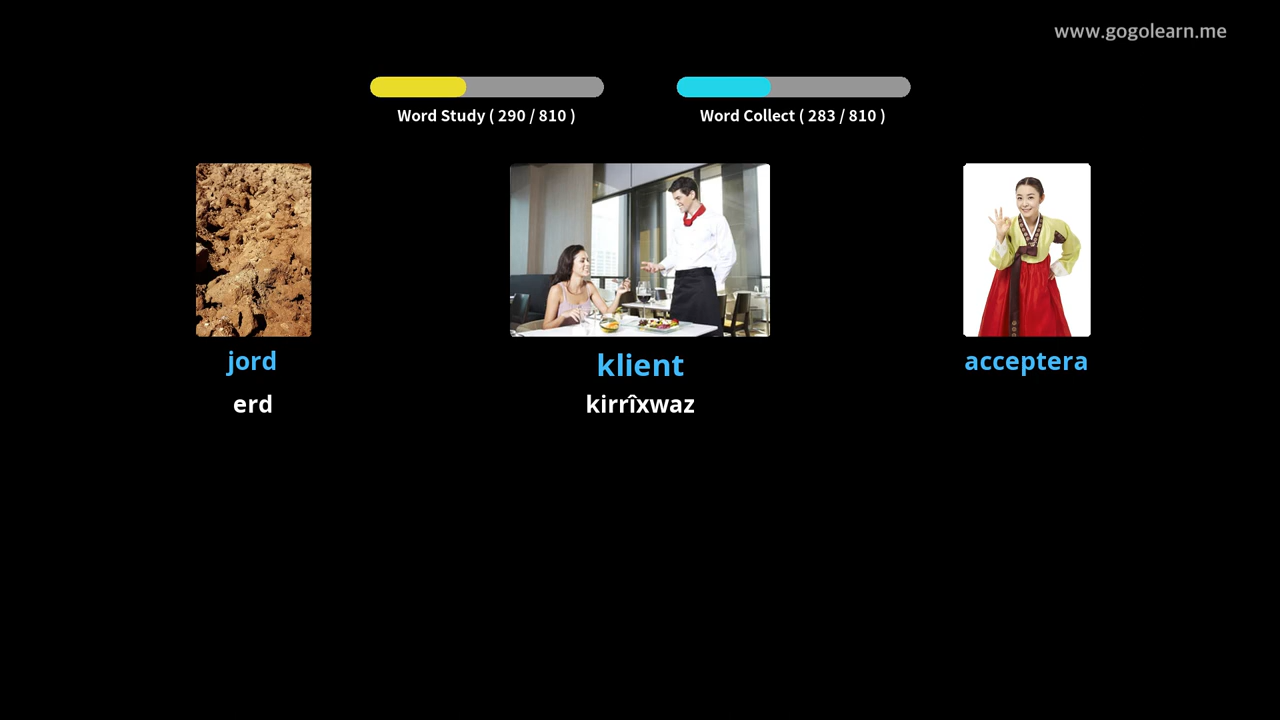 www.gogolearn.me
Word Study ( 290 / 810 )
Word Collect ( 283 / 810 )
jord
klient
acceptera
erd
kirrîxwaz